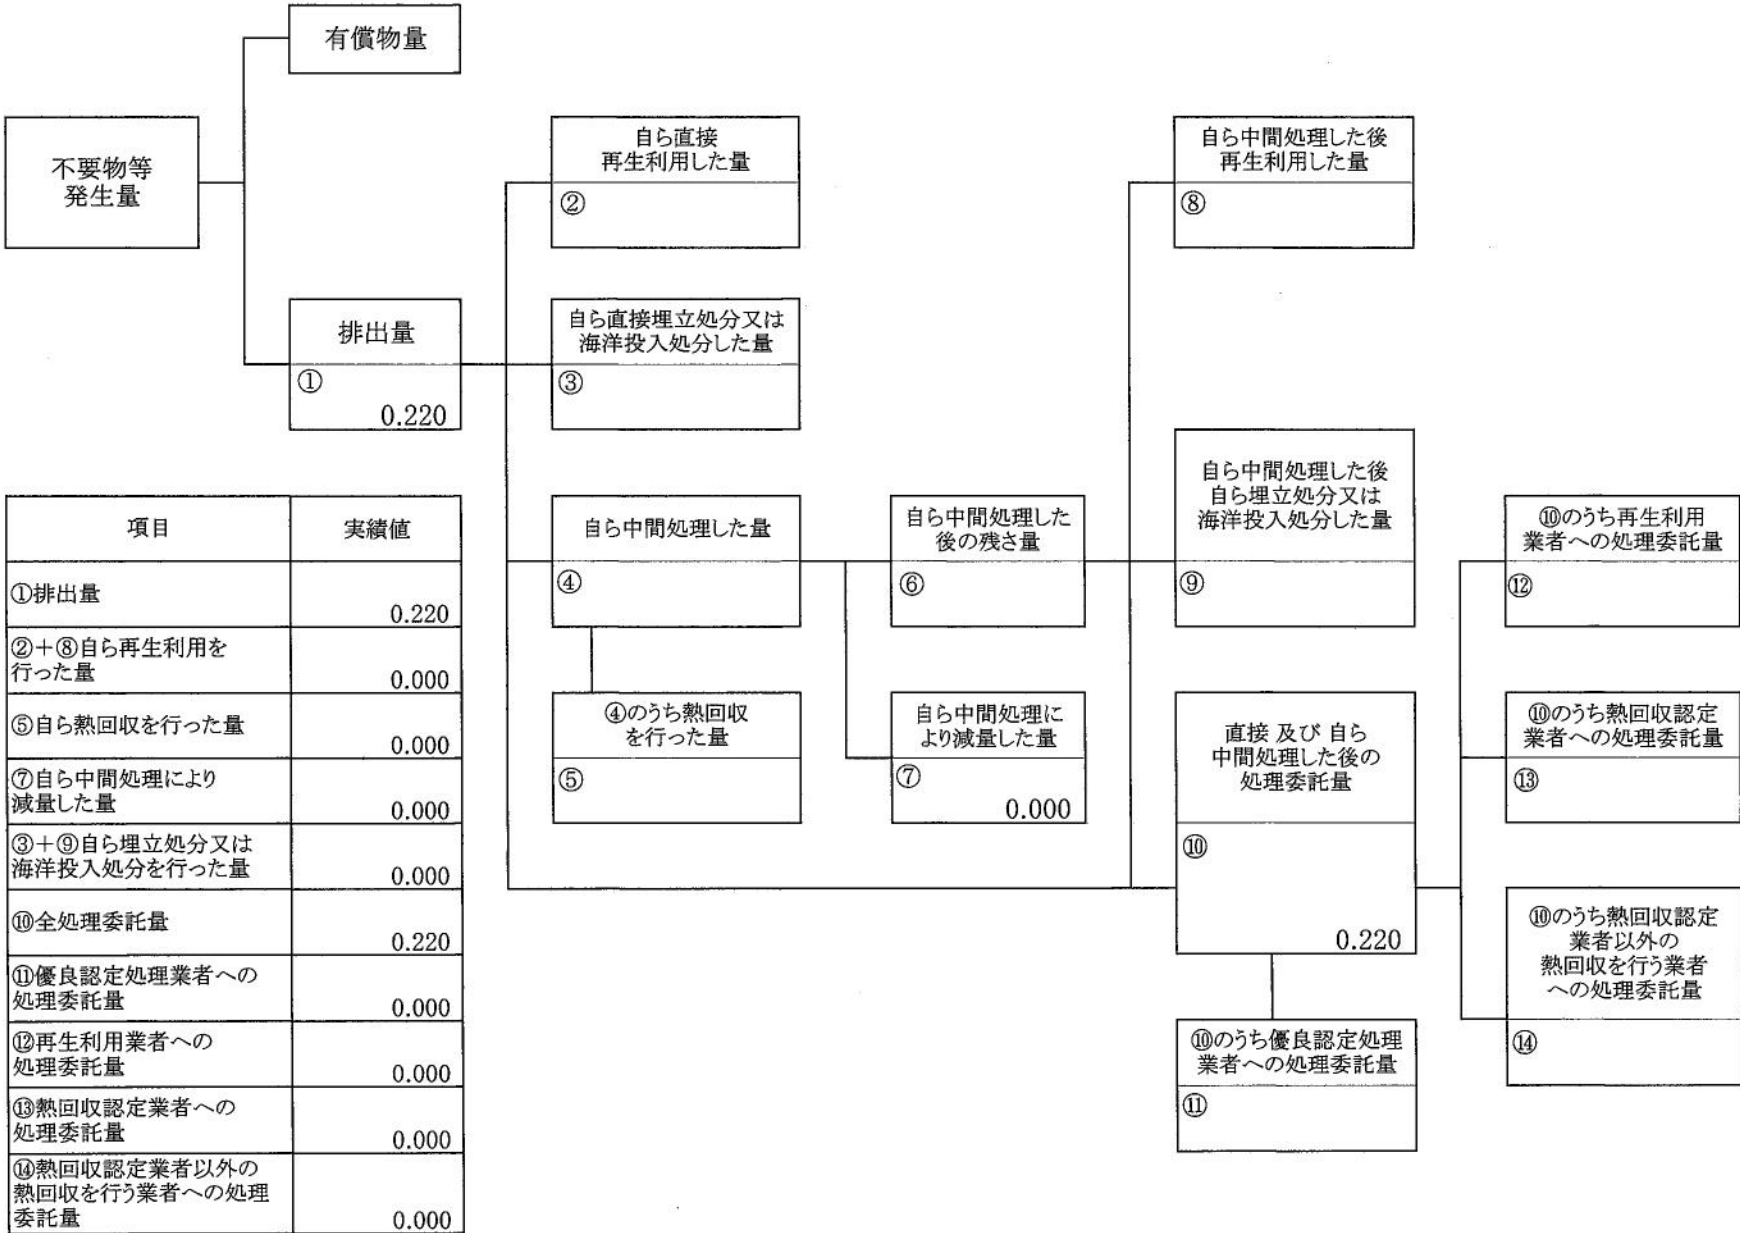 有償物量
不要物等
発生量
自ら直接
再生利用した量
②
自ら中間処理した後
再生利用した量
⑧
排出量
①
0.220
自ら直接埋立処分又は
海洋投入処分した量
③
自ら中間処理した量
④
自ら中間処理した
後の残さ量
⑥
自ら中間処理した後
自ら埋立処分又は
海洋投入処分した量
⑨
⑩のうち再生利用
業者への処理委託量
⑫
④のうち熱回収
を行った量
⑤
自ら中間処理に
より減量した量
⑦
0.000
直接 及び 自ら
中間処理した後の
処理委託量
⑩
0.220
⑩のうち熱回収認定
業者への処理委託量
⑬
⑩のうち熱回収認定
業者以外の
熱回収を行う業者
への処理委託量
⑭
⑩のうち優良認定処理
業者への処理委託量
⑪
項目 実績値
①排出量
0.220
②+⑧自ら再生利用を
行った量
0.000
⑤自ら熱回収を行った量
0.000
⑦自ら中間処理により
減量した量
0.000
③+⑨自ら埋立処分又は
海洋投入処分を行った量
0.000
⑩全処理委託量
0.220
⑪優良認定処理業者への
処理委託量
0.000
⑫再生利用業者への
処理委託量
0.000
⑬熱回収認定業者への
処理委託量
0.000
⑭熱回収認定業者以外の
熱回収を行う業者への処理
委託量
0.000